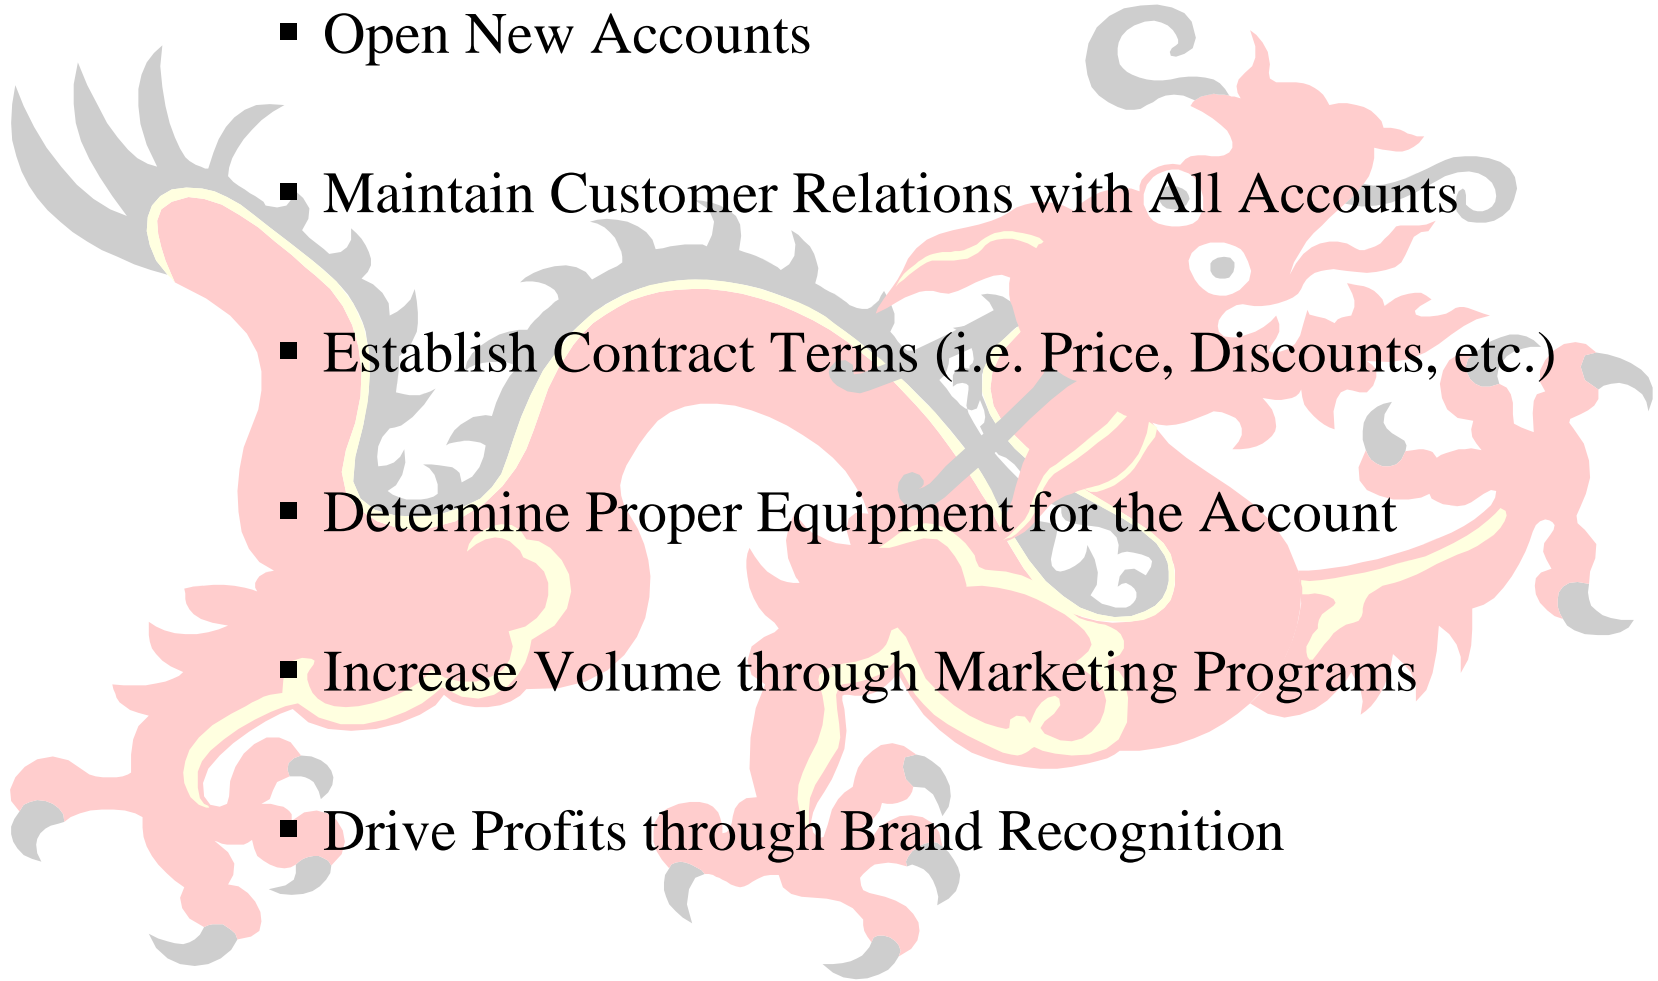 ▪ Open New Accounts
▪ Maintain Customer Relations with All Accounts
▪ Establish Contract Terms (i.e. Price, Discounts, etc.)
▪ Determine Proper Equipment for the Account
▪ Increase Volume through Marketing Programs
▪ Drive Profits through Brand Recognition